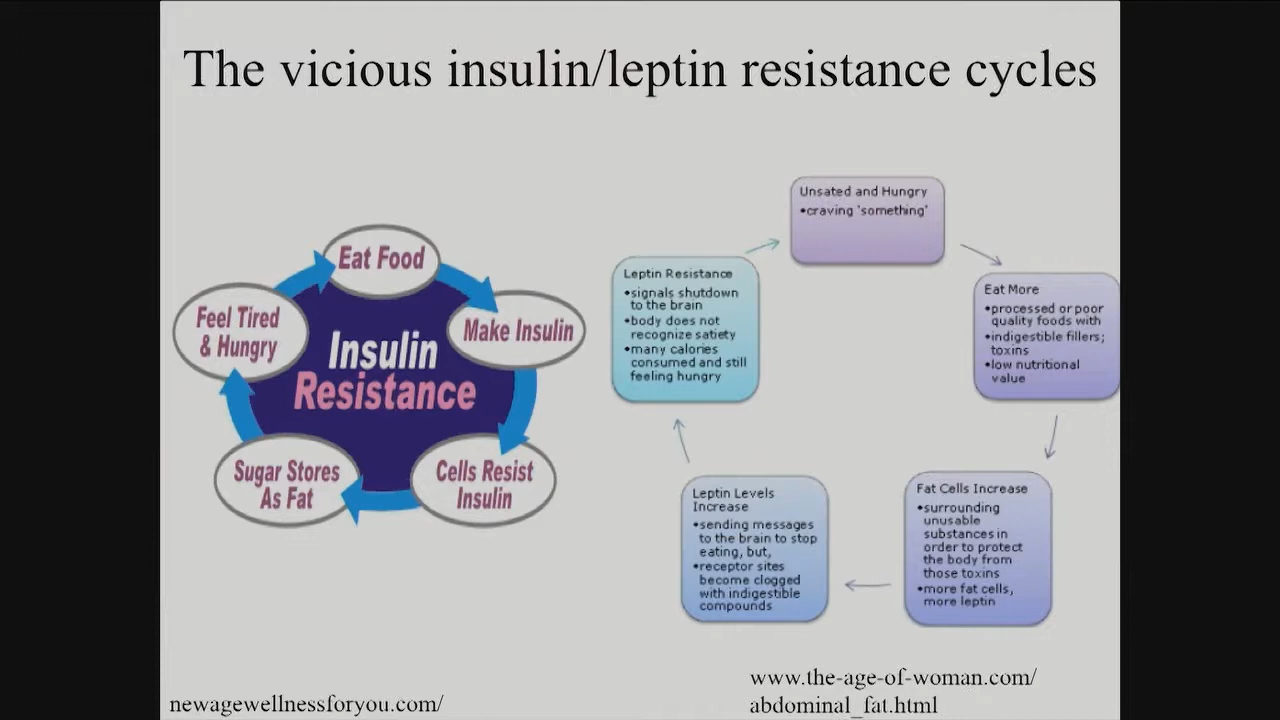 The vicious insulin/leptin resistance cycles
Eat Food
Make Insulin
Cells Resist
Insulin
Sugar Stores
As Fat
Feel Tired
& Hungry
Insulin
Resistance
Unsated and Hungry
•craving 'something'
Eat More
•processed or poor
quality foods with
•indigestible fillers;
toxins
•low nutritional
value
Fat Cells Increase
•surrounding
unusable
substances in
order to protect
the body from
those toxins
•more fat cells,
more leptin
Leptin Levels
Increase
•sending messages
to the brain to stop
eating, but,
•receptor sites
become clogged
with indigestible
compounds
Leptin Resistance
•signals shutdown
to the brain
•body does not
recognize satiety
•many calories
consumed and still
feeling hungry
newagewellnessforyou.com/
www.the-age-of-woman.com/
abdominal_fat.html